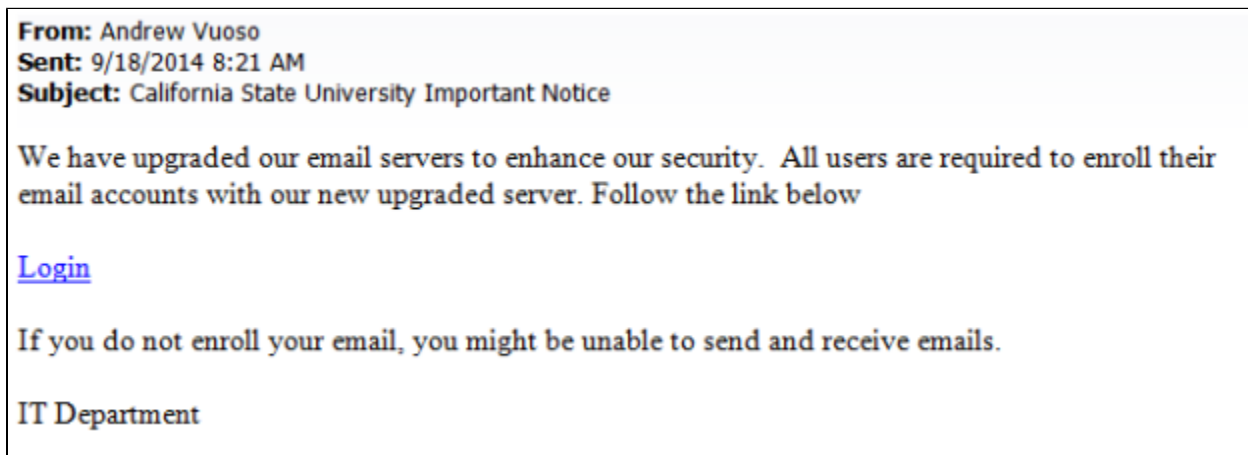 From: Andrew Vuoso
Sent: 9/18/2014 8:21 AM
Subject: California State University Important Notice
We have upgraded our email servers to enhance our security.  All users are required to enroll their
email accounts with our new upgraded server. Follow the link below
Login
If you do not enroll your email, you might be unable to send and receive emails.
IT Department